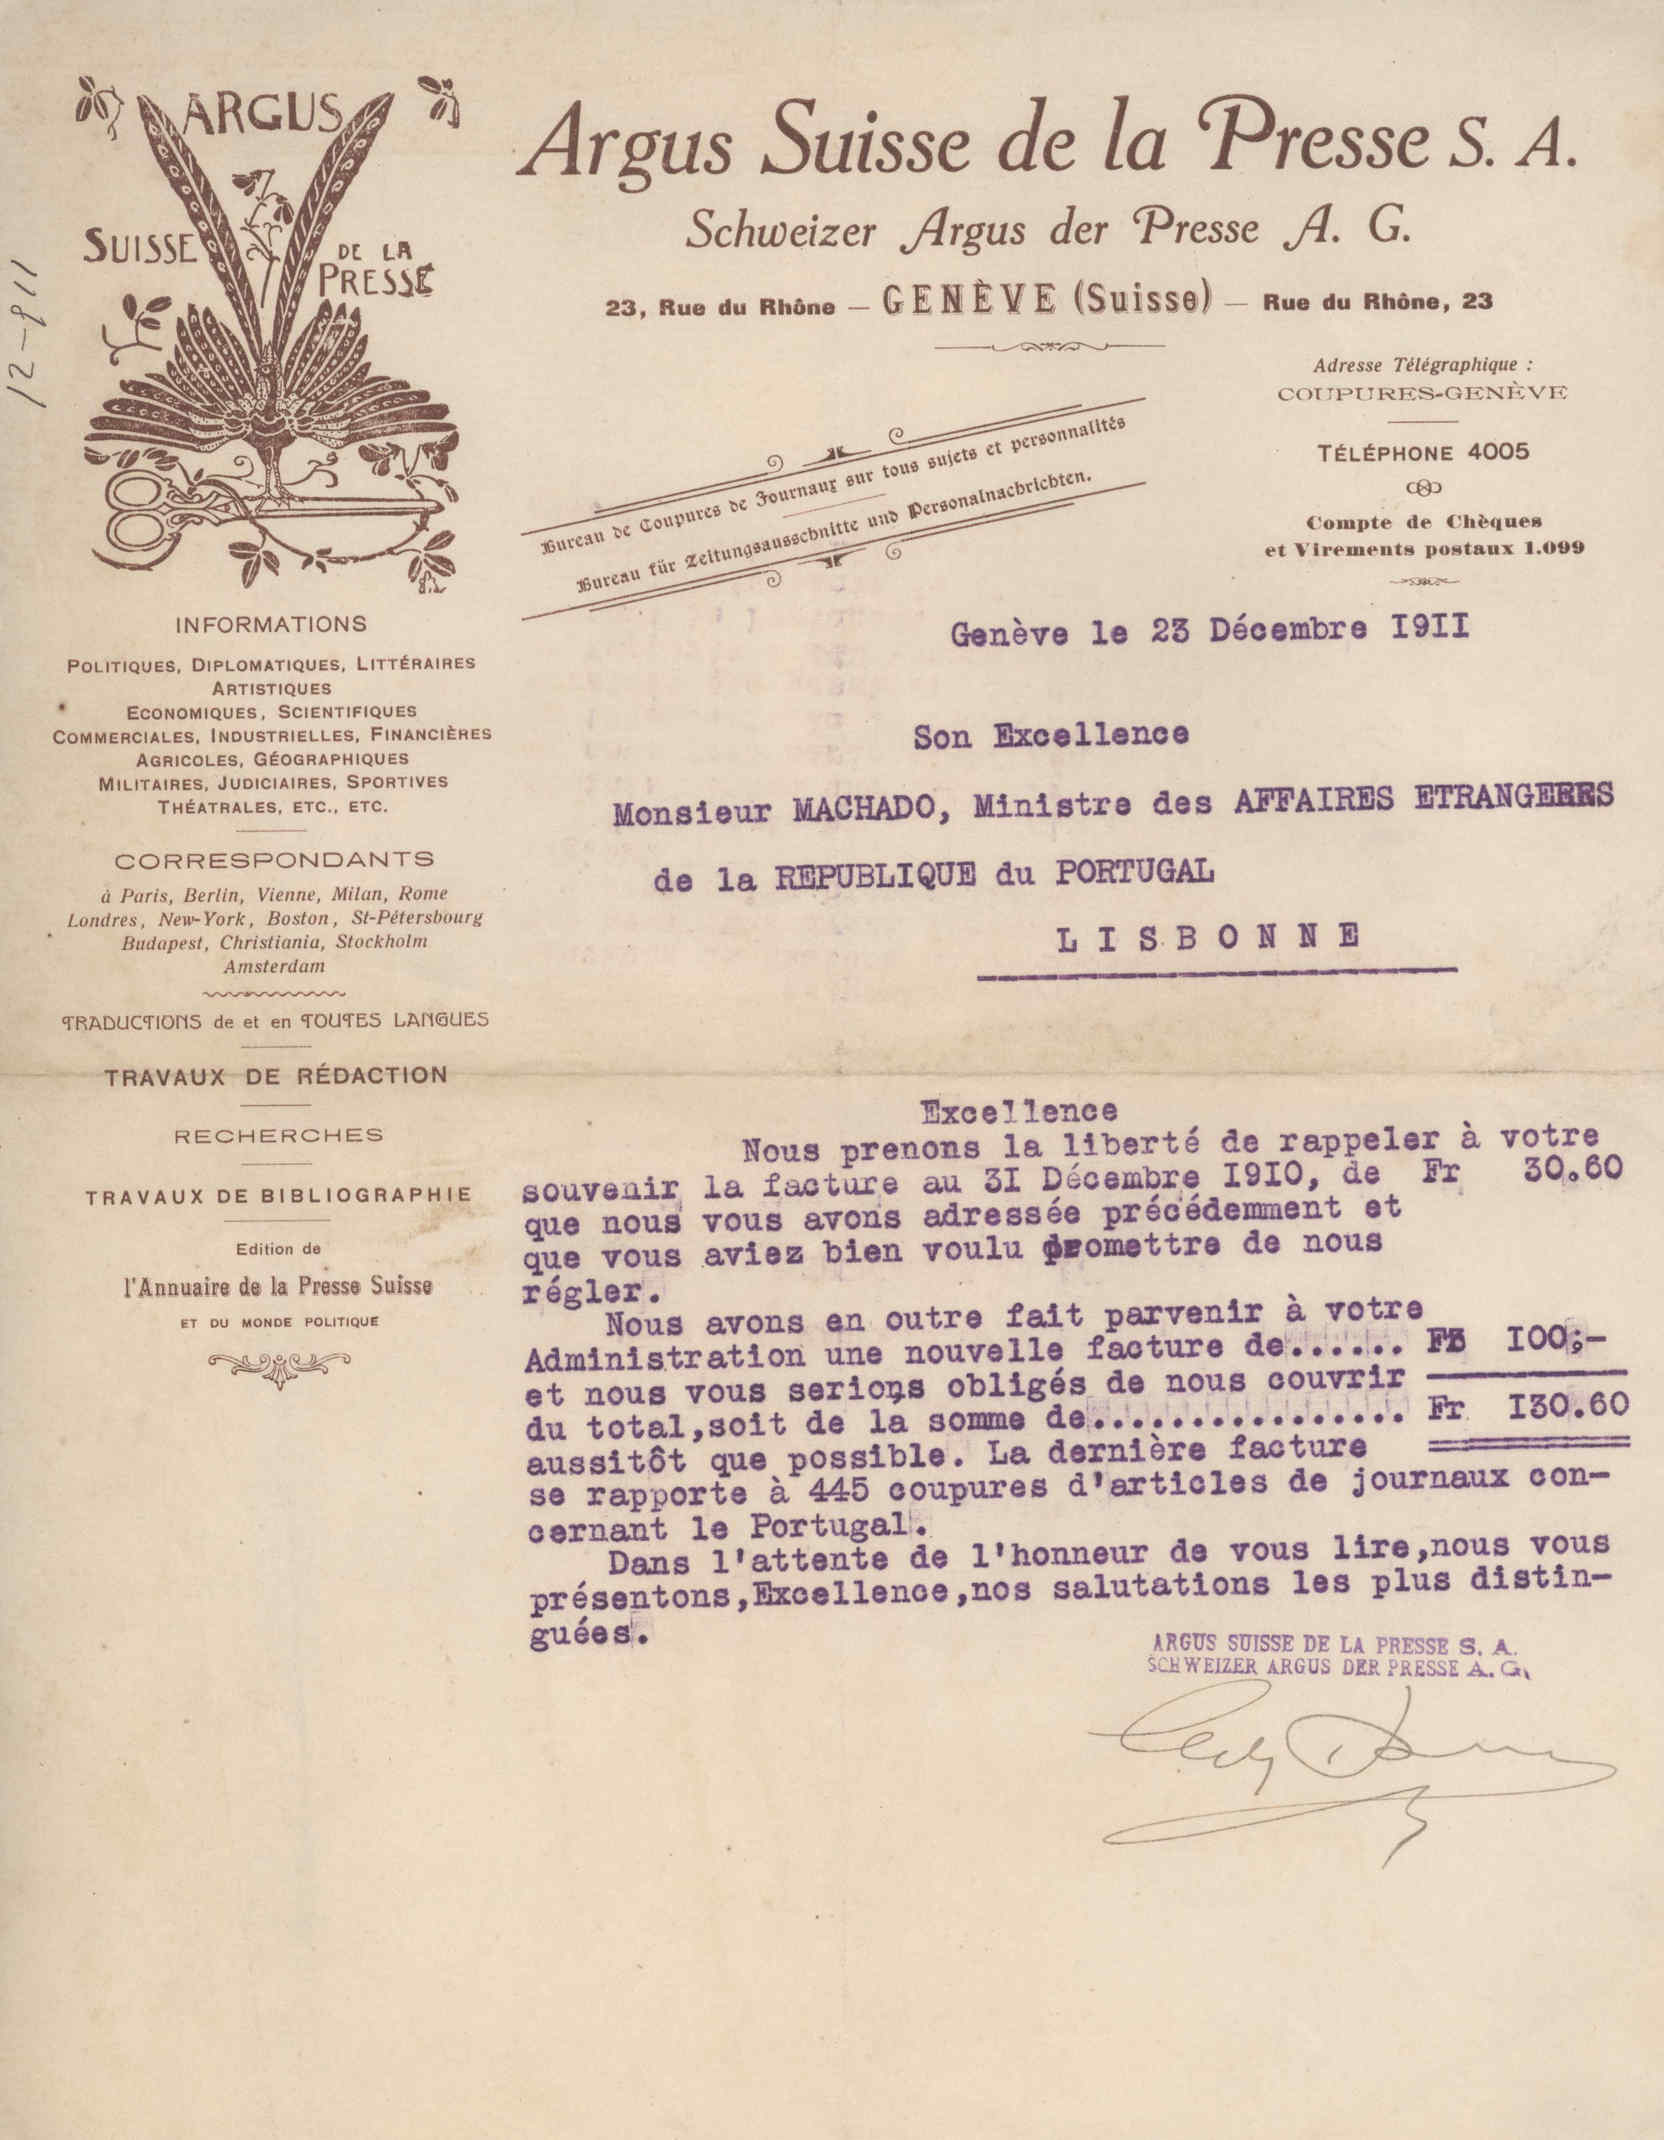 ARGUS
SUISSE
DE LA
PRESSE
12-911
Argus Suisse de la Presse S. A.
Schweizer Argus der Presse A. G.
23, Rue du Rhône — GENÈVE (Suisse) — Rue du Rhône, 23
Adresse Télégraphique :
COUPURES-GENÈVE
TÉLÉPHONE 4005
Compte de Chèques
et Virements postaux 1.099
Bureau de Coupures de Journaux sur tous sujets et personnalités
Bureau für Zeitungsausschnitte und Personalnachrichten.
INFORMATIONS
POLITIQUES, DIPLOMATIQUES, LITTÉRAIRES
ARTISTIQUES
ECONOMIQUES, SCIENTIFIQUES
COMMERCIALES, INDUSTRIELLES, FINANCIÈRES
AGRICOLES, GÉOGRAPHIQUES
MILITAIRES, JUDICIAIRES, SPORTIVES
THÉATRALES, ETC., ETC.
CORRESPONDANTS
à Paris, Berlin, Vienne, Milan, Rome
Londres, New-York, Boston, St-Pétersbourg
Budapest, Christiania, Stockholm
Amsterdam
TRADUCTIONS de et en TOUTES LANGUES
TRAVAUX DE RÉDACTION
RECHERCHES
TRAVAUX DE BIBLIOGRAPHIE
Edition de
l'Annuaire de la Presse Suisse
ET DU MONDE POLITIQUE
Genève le 23 Décembre I9II
Son Excellence
Monsieur MACHADO, Ministre des AFFAIRES ETRANGERES
de la REPUBLIQUE du PORTUGAL
L I S B O N N E
Excellence
Nous prenons la liberté de rappeler à votre
souvenir la facture au 3I Décembre I9I0, de Fr 30.60
que nous vous avons adressée précédemment et
que vous aviez bien voulu promettre de nous
régler.
Nous avons en outre fait parvenir à votre
Administration une nouvelle facture de...... Fr I00;-
et nous vous serions obligés de nous couvrir
du total,soit de la somme de................ Fr I30.60
aussitôt que possible. La dernière facture
se rapporte à 445 coupures d'articles de journaux con-
cernant le Portugal.
Dans l'attente de l'honneur de vous lire,nous vous
présentons,Excellence,nos salutations les plus distin-
guées.
ARGUS SUISSE DE LA PRESSE S. A.
SCHWEIZER ARGUS DER PRESSE A. G.